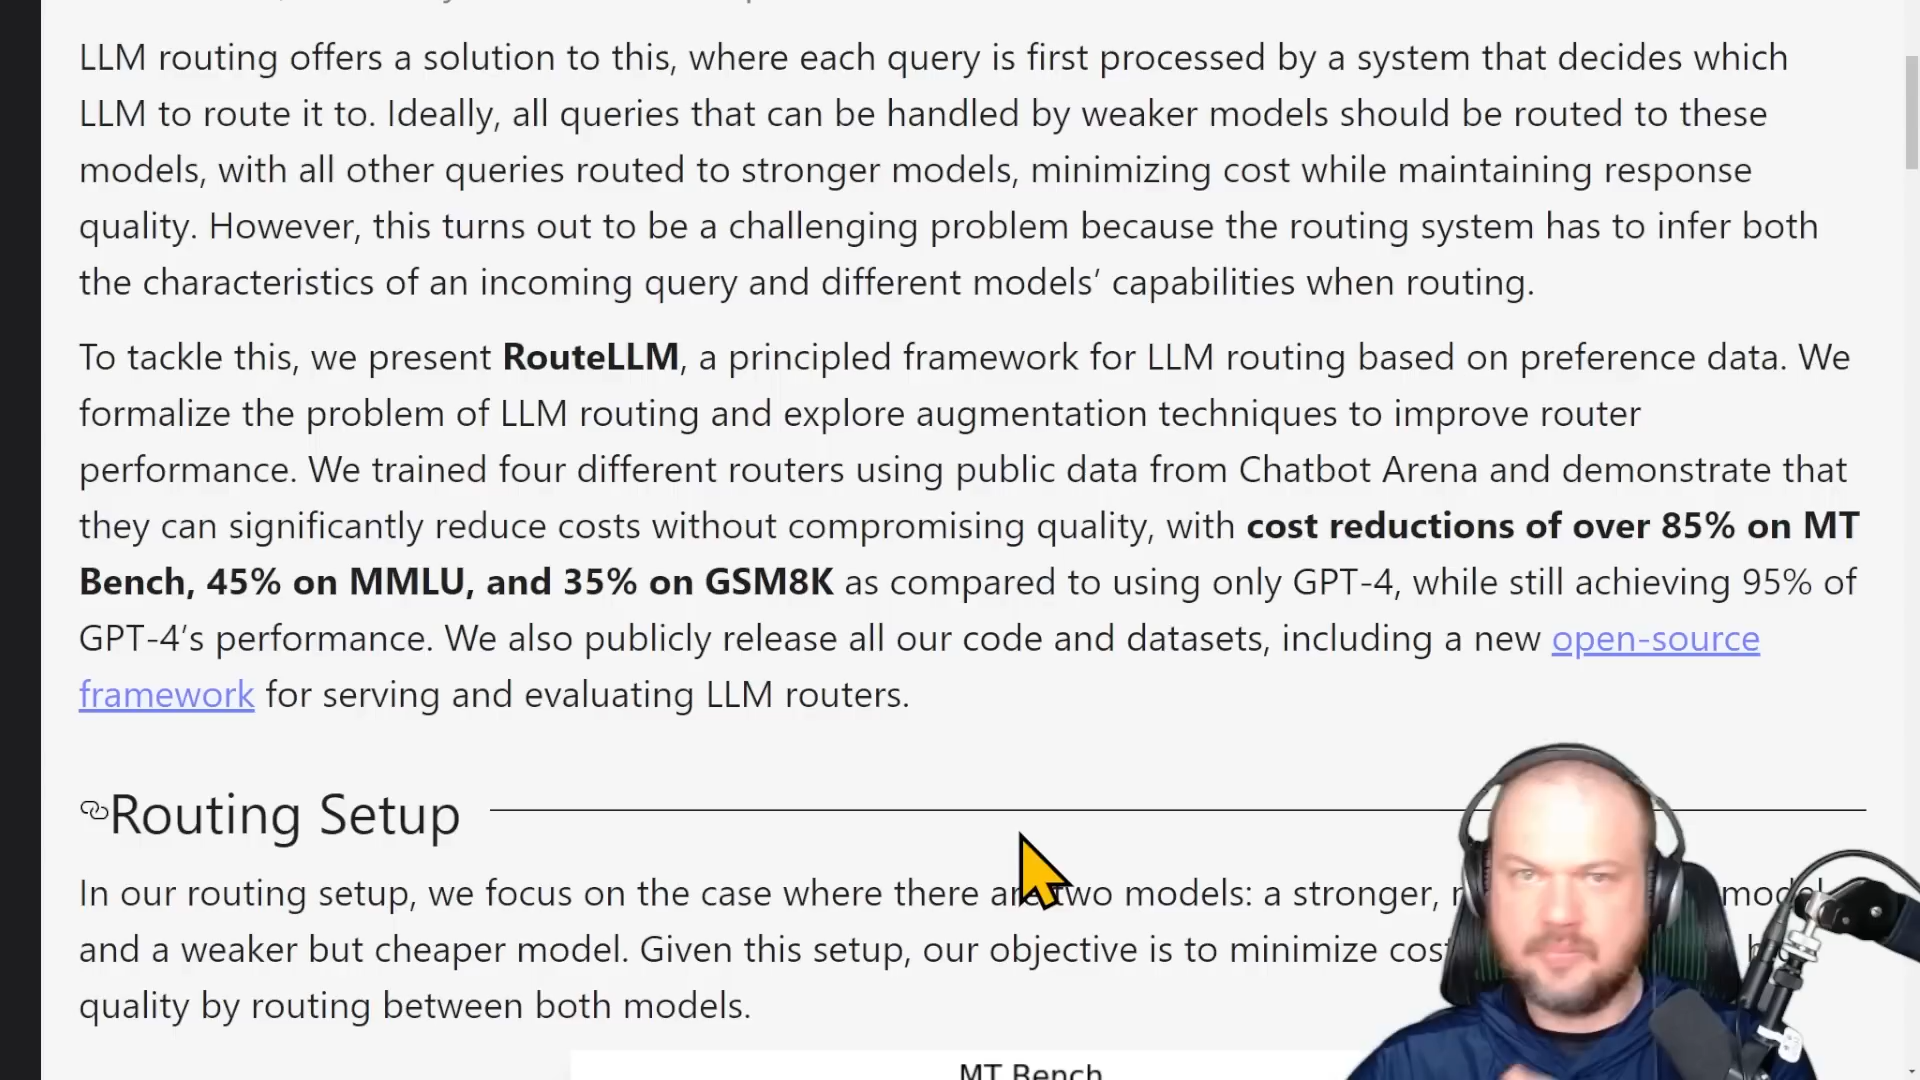 LLM routing offers a solution to this, where each query is first processed by a system that decides which
LLM to route it to. Ideally, all queries that can be handled by weaker models should be routed to these
models, with all other queries routed to stronger models, minimizing cost while maintaining response
quality. However, this turns out to be a challenging problem because the routing system has to infer both
the characteristics of an incoming query and different models’ capabilities when routing.
To tackle this, we present RouteLLM, a principled framework for LLM routing based on preference data. We
formalize the problem of LLM routing and explore augmentation techniques to improve router
performance. We trained four different routers using public data from Chatbot Arena and demonstrate that
they can significantly reduce costs without compromising quality, with cost reductions of over 85% on MT
Bench, 45% on MMLU, and 35% on GSM8K as compared to using only GPT-4, while still achieving 95% of
GPT-4’s performance. We also publicly release all our code and datasets, including a new open-source
framework for serving and evaluating LLM routers.
Routing Setup
In our routing setup, we focus on the case where there are two models: a stronger, model
and a weaker but cheaper model. Given this setup, our objective is to minimize
quality by routing between both models.
MT Bench